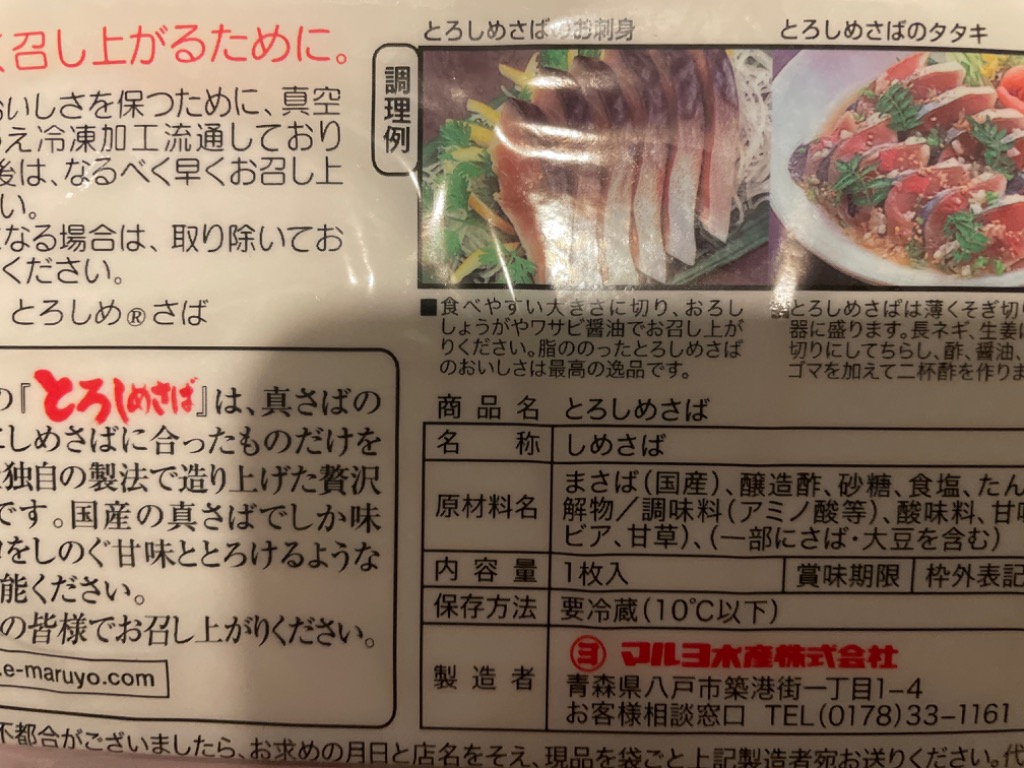 召し上がるために。
おいしさを保つために、真空
うえ冷凍加工流通しており
後は、なるべく早くお召し上
い。
になる場合は、取り除いてお
ください。
とろしめ®さば
の『とろしめさば』は、真さばの
にしめさばに合ったものだけを
独自の製法で造り上げた贅沢
です。国産の真さばでしか味
をしのぐ甘味ととろけるような
能ください。
の皆様でお召し上がりください。
.e-maruyo.com
調理例
とろしめさばのお刺身
■食べやすい大きさに切り、おろし
しょうがやワサビ醤油でお召し上が
りください。脂ののったとろしめさば
のおいしさは最高の逸品です。
とろしめさばのタタキ
とろしめさばは薄くそぎ切り
器に盛ります。長ネギ、生姜
切りにしてちらし、酢、醤油、
ゴマを加えて二杯酢を作りま
商品名 とろしめさば
名称 しめさば
原材料名 まさば(国産)、醸造酢、砂糖、食塩、たん
解物/調味料(アミノ酸等)、酸味料、甘味
ビア、甘草)、(一部にさば・大豆を含む)
内容量 1枚入 賞味期限 枠外表記
保存方法 要冷蔵(10℃以下)
製造者 ヨ マルヨ水産株式会社
青森県八戸市築港街一丁目1-4
お客様相談窓口 TEL(0178)33-1161
不都合がございましたら、お求めの月日と店名をそえ、現品を袋ごと上記製造者宛お送りください。代